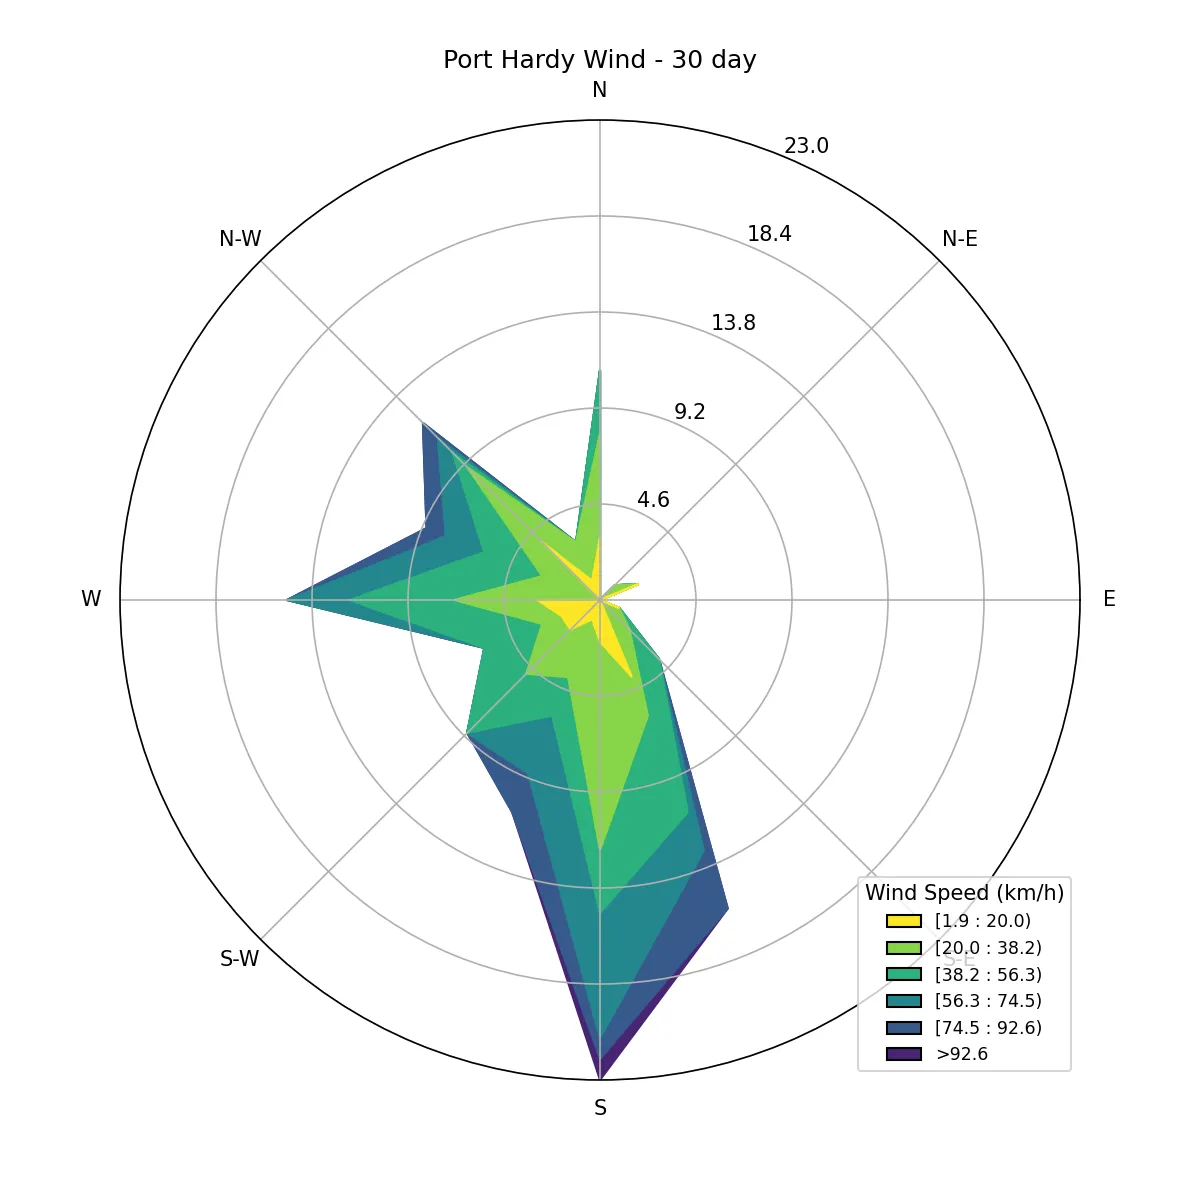 Port Hardy Wind - 30 day
N
23.0
N-W
N-E
18.4
13.8
9.2
4.6
W
E
S-W
S-E
S
Wind Speed (km/h)
[1.9 : 20.0)
[20.0 : 38.2)
[38.2 : 56.3)
[56.3 : 74.5)
[74.5 : 92.6)
>92.6